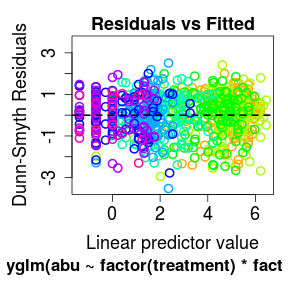 Residuals vs Fitted
Dunn-Smyth Residuals
3
1
-1
-3
0
2
4
6
Linear predictor value
yglm(abu ~ factor(treatment) * fact